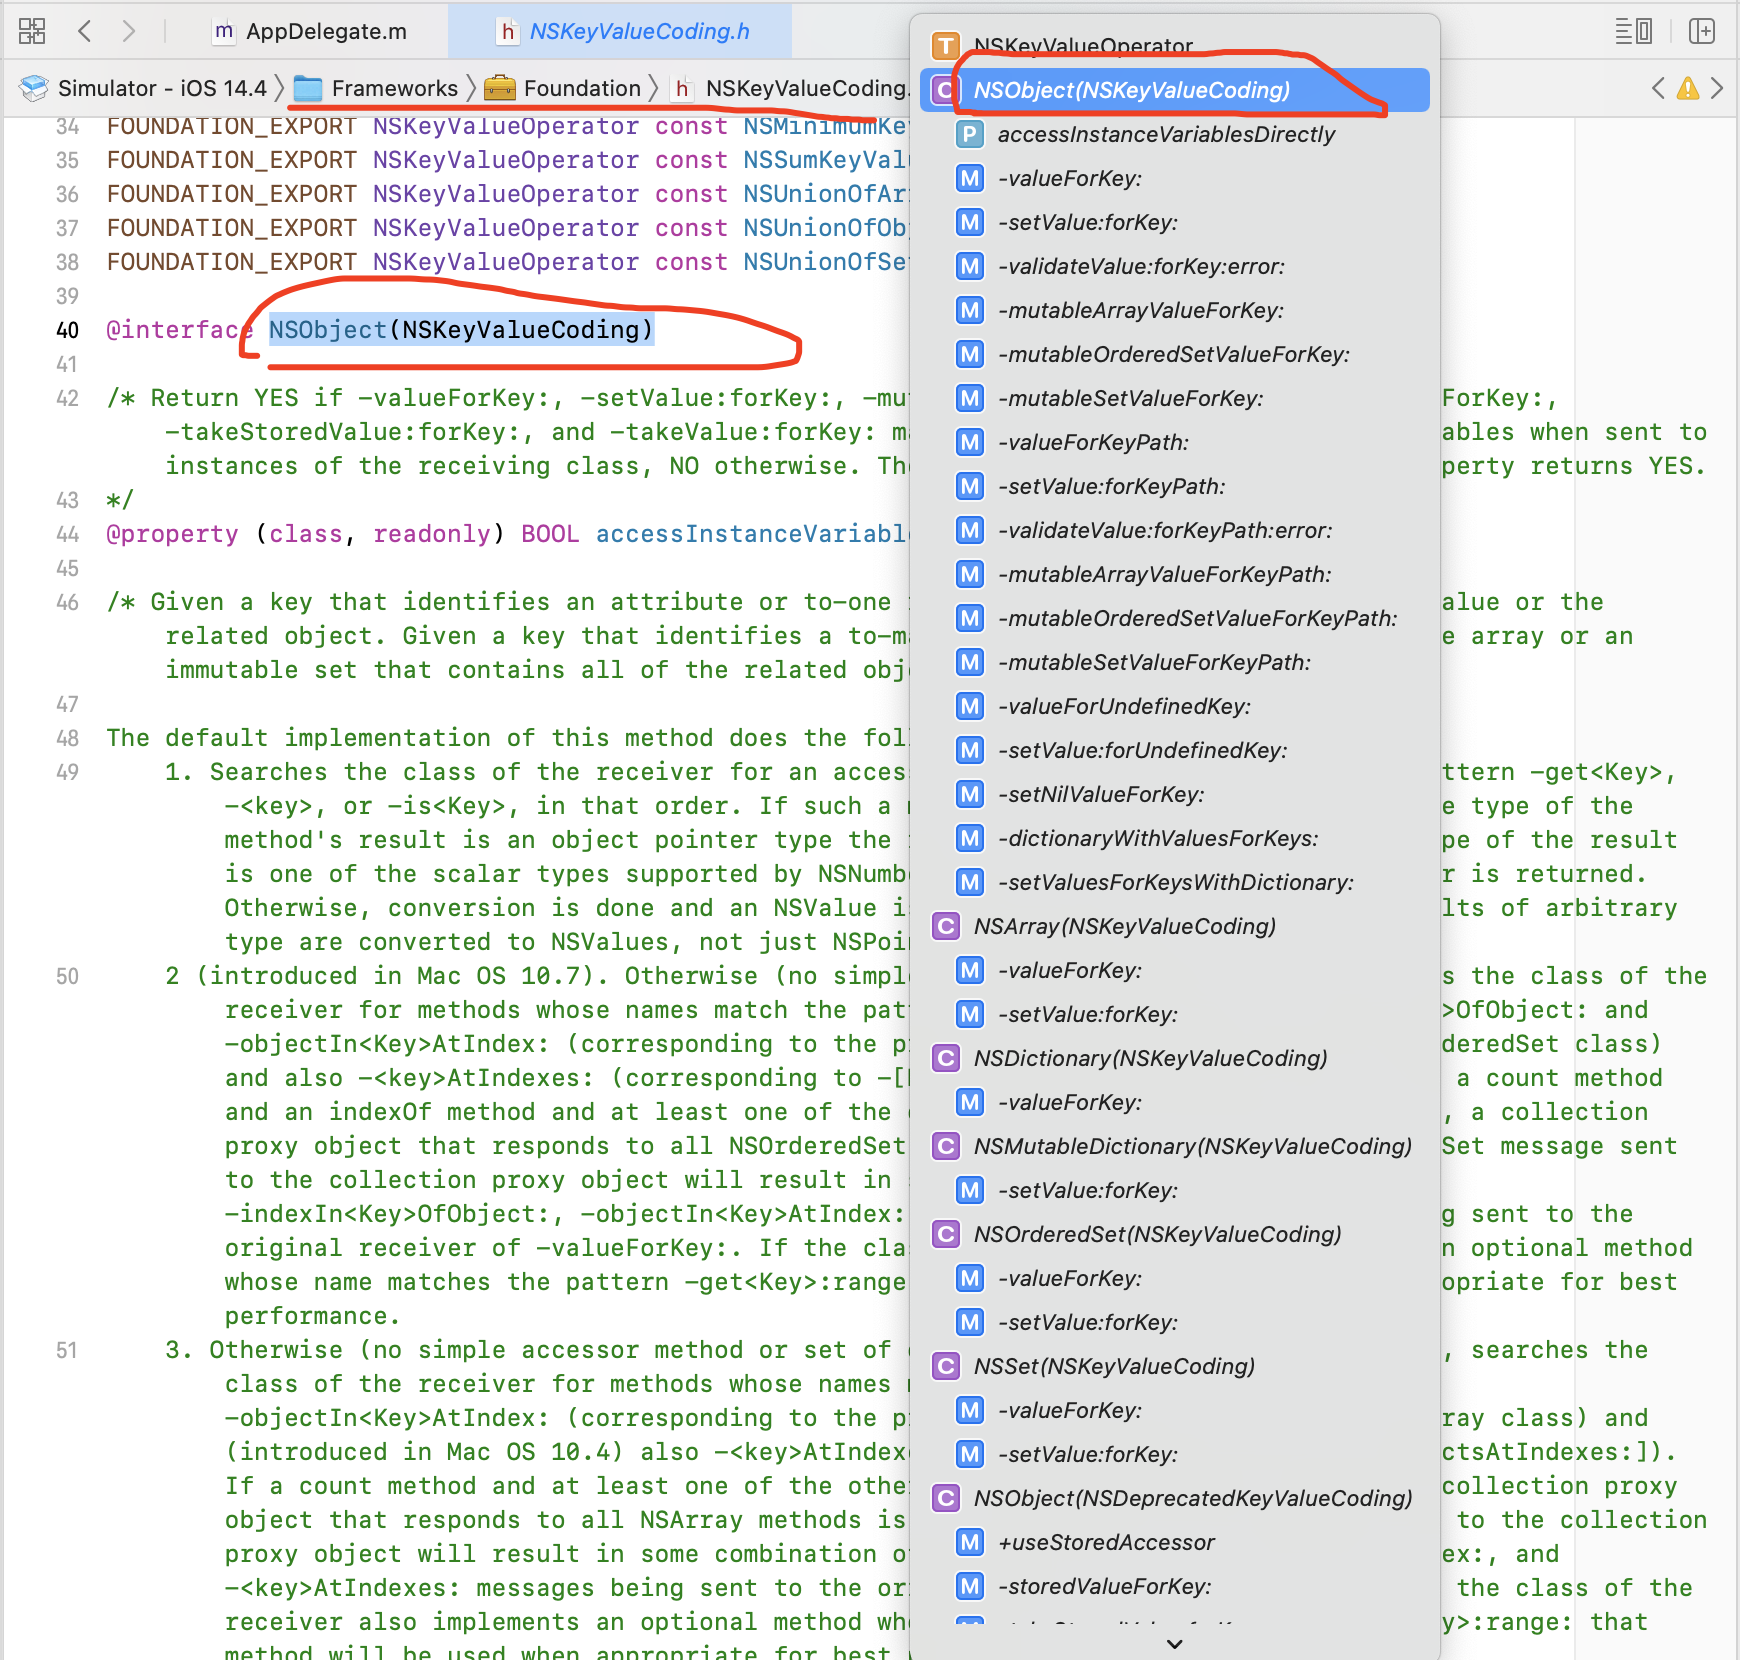 AppDelegate.m
NSKeyValueCoding.h
Simulator - iOS 14.4 Frameworks Foundation NSKeyValueCoding.
34 FOUNDATION_EXPORT NSKeyValueOperator const NSMinimumKe
35 FOUNDATION_EXPORT NSKeyValueOperator const NSSumKeyVal
36 FOUNDATION_EXPORT NSKeyValueOperator const NSUnionOfAr
37 FOUNDATION_EXPORT NSKeyValueOperator const NSUnionOfOb
38 FOUNDATION_EXPORT NSKeyValueOperator const NSUnionOfSe
39
40 @interface NSObject(NSKeyValueCoding)
41
42 /* Return YES if -valueForKey:, -setValue:forKey:, -mu ForKey:,
-takeStoredValue:forKey:, and -takeValue:forKey: ma ables when sent to
instances of the receiving class, NO otherwise. The perty returns YES.
43 */
44 @property (class, readonly) BOOL accessInstanceVariabl
45
46 /* Given a key that identifies an attribute or to-one alue or the
related object. Given a key that identifies a to-ma e array or an
immutable set that contains all of the related obj
47
48 The default implementation of this method does the fol
49 1. Searches the class of the receiver for an acces ttern -get<Key>,
-<key>, or -is<Key>, in that order. If such a m e type of the
method's result is an object pointer type the pe of the result
is one of the scalar types supported by NSNumbe r is returned.
Otherwise, conversion is done and an NSValue is lts of arbitrary
type are converted to NSValues, not just NSPoin
50 2 (introduced in Mac OS 10.7). Otherwise (no simple s the class of the
receiver for methods whose names match the pat >OfObject: and
-objectIn<Key>AtIndex: (corresponding to the p deredSet class)
and also -<key>AtIndexes: (corresponding to -[ a count method
and an indexOf method and at least one of the , a collection
proxy object that responds to all NSOrderedSet Set message sent
to the collection proxy object will result in
-indexIn<Key>OfObject:, -objectIn<Key>AtIndex: g sent to the
original receiver of -valueForKey:. If the cla n optional method
whose name matches the pattern -get<Key>:range opriate for best
performance.
51 3. Otherwise (no simple accessor method or set of , searches the
class of the receiver for methods whose names
-objectIn<Key>AtIndex: (corresponding to the p ray class) and
(introduced in Mac OS 10.4) also -<key>AtIndex ctsAtIndexes:]).
If a count method and at least one of the othe collection proxy
object that responds to all NSArray methods is to the collection
proxy object will result in some combination o ex:, and
-<key>AtIndexes: messages being sent to the or the class of the
receiver also implements an optional method wh y>:range: that
method will be used when appropriate for best
T NSKeyValueOperator
C NSObject(NSKeyValueCoding)
P accessInstanceVariablesDirectly
M -valueForKey:
M -setValue:forKey:
M -validateValue:forKey:error:
M -mutableArrayValueForKey:
M -mutableOrderedSetValueForKey:
M -mutableSetValueForKey:
M -valueForKeyPath:
M -setValue:forKeyPath:
M -validateValue:forKeyPath:error:
M -mutableArrayValueForKeyPath:
M -mutableOrderedSetValueForKeyPath:
M -mutableSetValueForKeyPath:
M -valueForUndefinedKey:
M -setValue:forUndefinedKey:
M -setNilValueForKey:
M -dictionaryWithValuesForKeys:
M -setValuesForKeysWithDictionary:
C NSArray(NSKeyValueCoding)
M -valueForKey:
M -setValue:forKey:
C NSDictionary(NSKeyValueCoding)
M -valueForKey:
C NSMutableDictionary(NSKeyValueCoding)
M -setValue:forKey:
C NSOrderedSet(NSKeyValueCoding)
M -valueForKey:
M -setValue:forKey:
C NSSet(NSKeyValueCoding)
M -valueForKey:
M -setValue:forKey:
C NSObject(NSDeprecatedKeyValueCoding)
M +useStoredAccessor
M -storedValueForKey: